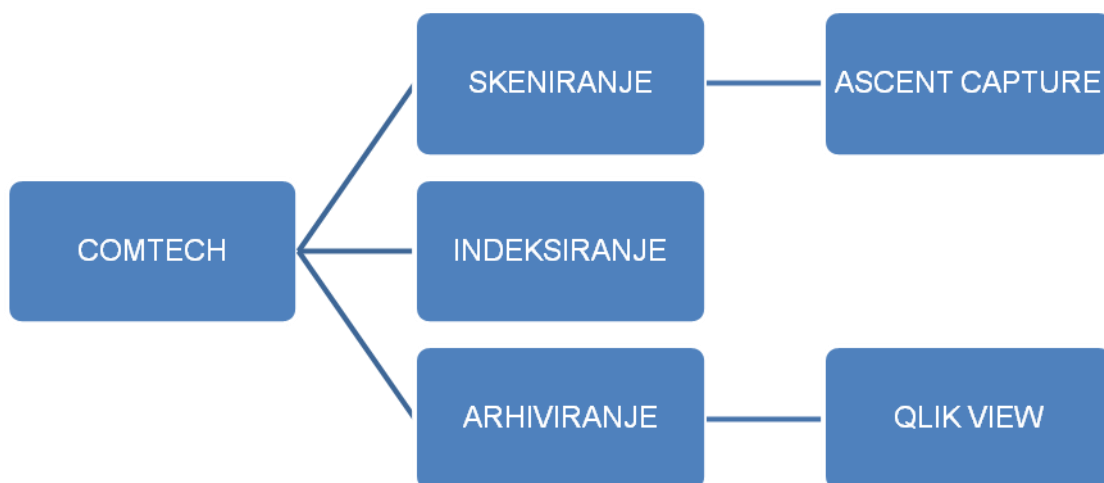 SKENIRANJE
ASCENT CAPTURE
COMTECH
INDEKSIRANJE
ARHIVIRANJE
QLIK VIEW